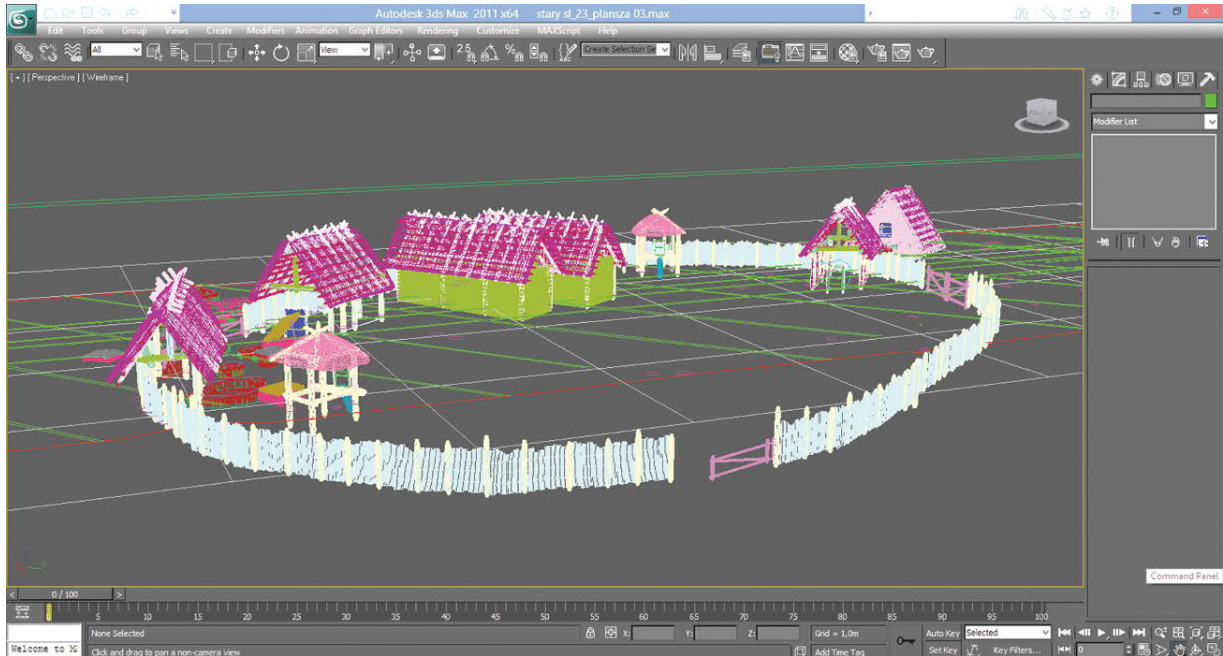 Autodesk 3ds Max 2011 x64 stary sl_23_plansza 03.max
Edit Tools Group Views Create Modifiers Animation Graph Editors Rendering Customize MAXScript Help
All View 2.5 Create Selection Se
[ + ] [ Perspective ] [ Wireframe ]
Modifier List
Command Panel
< 0 / 100 >
0 5 10 15 20 25 30 35 40 45 50 55 60 65 70 75 80 85 90 95 100
None Selected X: Y: Z: Grid = 1,0m Auto Key Selected
Welcome to M Click and drag to pan a non-camera view Add Time Tag Set Key Key Filters... 0